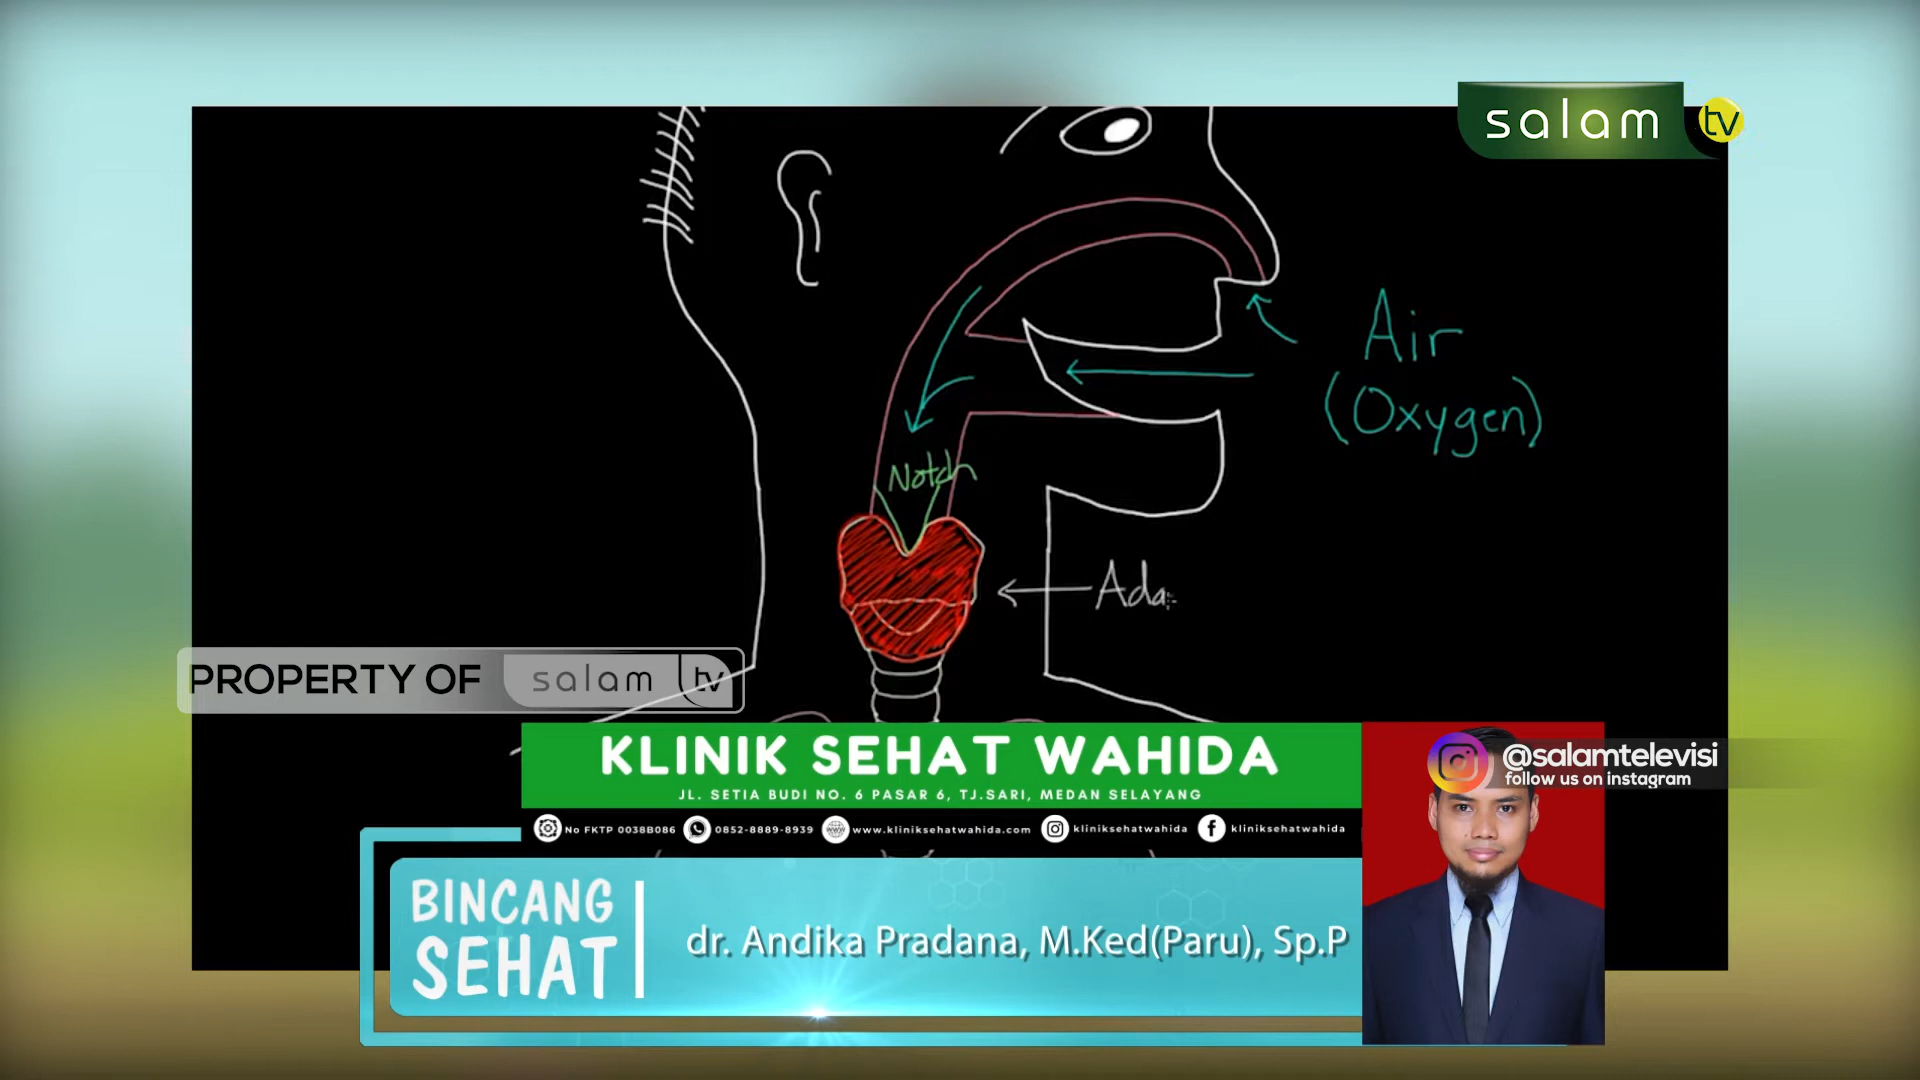 salam tv
Air
(Oxygen)
Notch
Ada
PROPERTY OF salam tv
KLINIK SEHAT WAHIDA
JL. SETIA BUDI NO. 6 PASAR 6, TJ.SARI, MEDAN SELAYANG
No FKTP 0038B086 0852-8889-8939 www.kliniksehatwahida.com kliniksehatwahida kliniksehatwahida
@salamtelevisi
follow us on instagram
BINCANG
SEHAT
dr. Andika Pradana, M.Ked(Paru), Sp.P